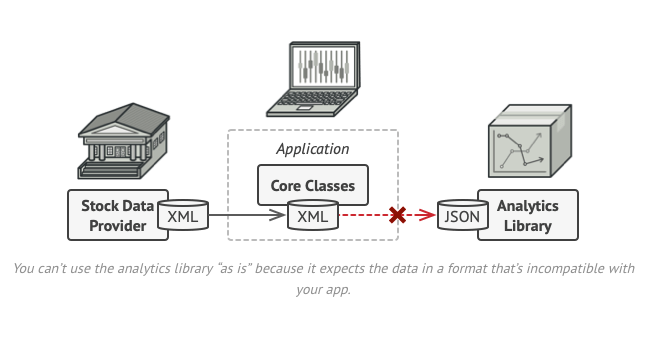 Application
Core Classes
Stock Data
Provider
XML
XML
JSON
Analytics
Library
You can’t use the analytics library “as is” because it expects the data in a format that’s incompatible with
your app.